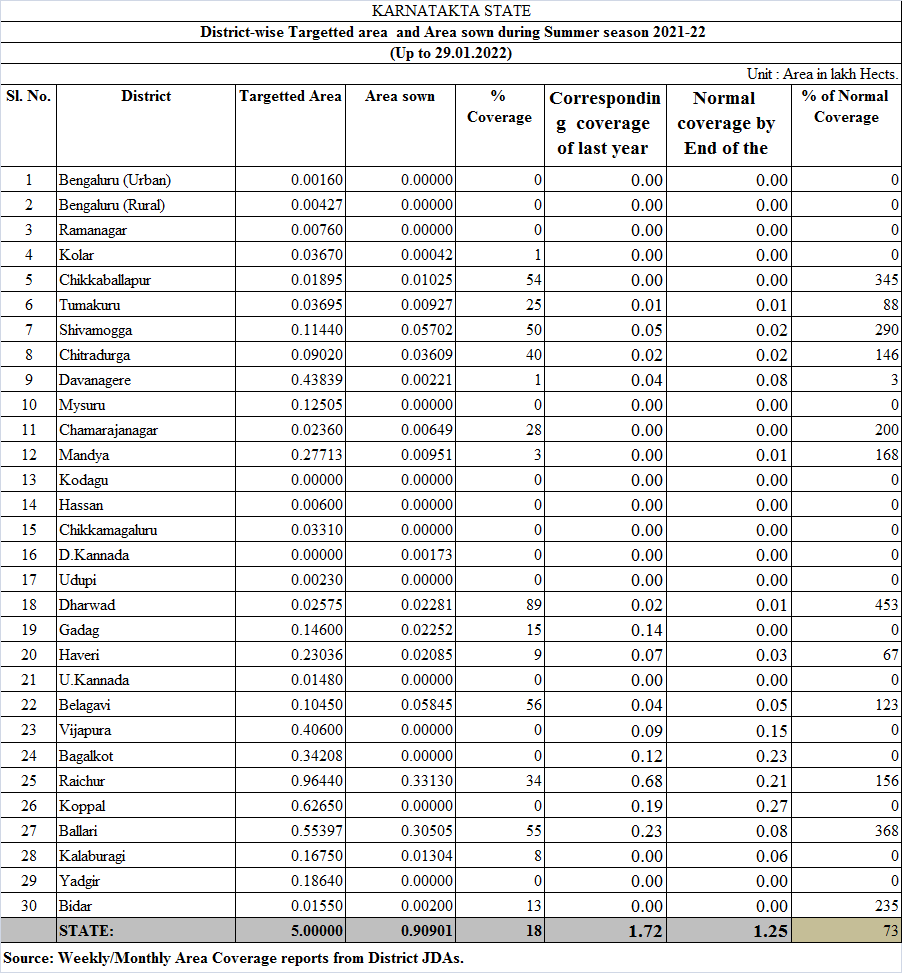 KARNATAKTA STATE
District-wise Targetted area and Area sown during Summer season 2021-22
(Up to 29.01.2022)
Unit : Area in lakh Hects.
Sl. No. District Targetted Area Area sown % Coverage Correspondin g coverage of last year Normal coverage by End of the % of Normal Coverage
1 Bengaluru (Urban) 0.00160 0.00000 0 0.00 0.00 0
2 Bengaluru (Rural) 0.00427 0.00000 0 0.00 0.00 0
3 Ramanagar 0.00760 0.00000 0 0.00 0.00 0
4 Kolar 0.03670 0.00042 1 0.00 0.00 0
5 Chikkaballapur 0.01895 0.01025 54 0.00 0.00 345
6 Tumakuru 0.03695 0.00927 25 0.01 0.01 88
7 Shivamogga 0.11440 0.05702 50 0.05 0.02 290
8 Chitradurga 0.09020 0.03609 40 0.02 0.02 146
9 Davanagere 0.43839 0.00221 1 0.04 0.08 3
10 Mysuru 0.12505 0.00000 0 0.00 0.00 0
11 Chamarajanagar 0.02360 0.00649 28 0.00 0.00 200
12 Mandya 0.27713 0.00951 3 0.00 0.01 168
13 Kodagu 0.00000 0.00000 0 0.00 0.00 0
14 Hassan 0.00600 0.00000 0 0.00 0.00 0
15 Chikkamagaluru 0.03310 0.00000 0 0.00 0.00 0
16 D.Kannada 0.00000 0.00173 0 0.00 0.00 0
17 Udupi 0.00230 0.00000 0 0.00 0.00 0
18 Dharwad 0.02575 0.02281 89 0.02 0.01 453
19 Gadag 0.14600 0.02252 15 0.14 0.00 0
20 Haveri 0.23036 0.02085 9 0.07 0.03 67
21 U.Kannada 0.01480 0.00000 0 0.00 0.00 0
22 Belagavi 0.10450 0.05845 56 0.04 0.05 123
23 Vijapura 0.40600 0.00000 0 0.09 0.15 0
24 Bagalkot 0.34208 0.00000 0 0.12 0.23 0
25 Raichur 0.96440 0.33130 34 0.68 0.21 156
26 Koppal 0.62650 0.00000 0 0.19 0.27 0
27 Ballari 0.55397 0.30505 55 0.23 0.08 368
28 Kalaburagi 0.16750 0.01304 8 0.00 0.06 0
29 Yadgir 0.18640 0.00000 0 0.00 0.00 0
30 Bidar 0.01550 0.00200 13 0.00 0.00 235
STATE: 5.00000 0.90901 18 1.72 1.25 73
Source: Weekly/Monthly Area Coverage reports from District JDAs.